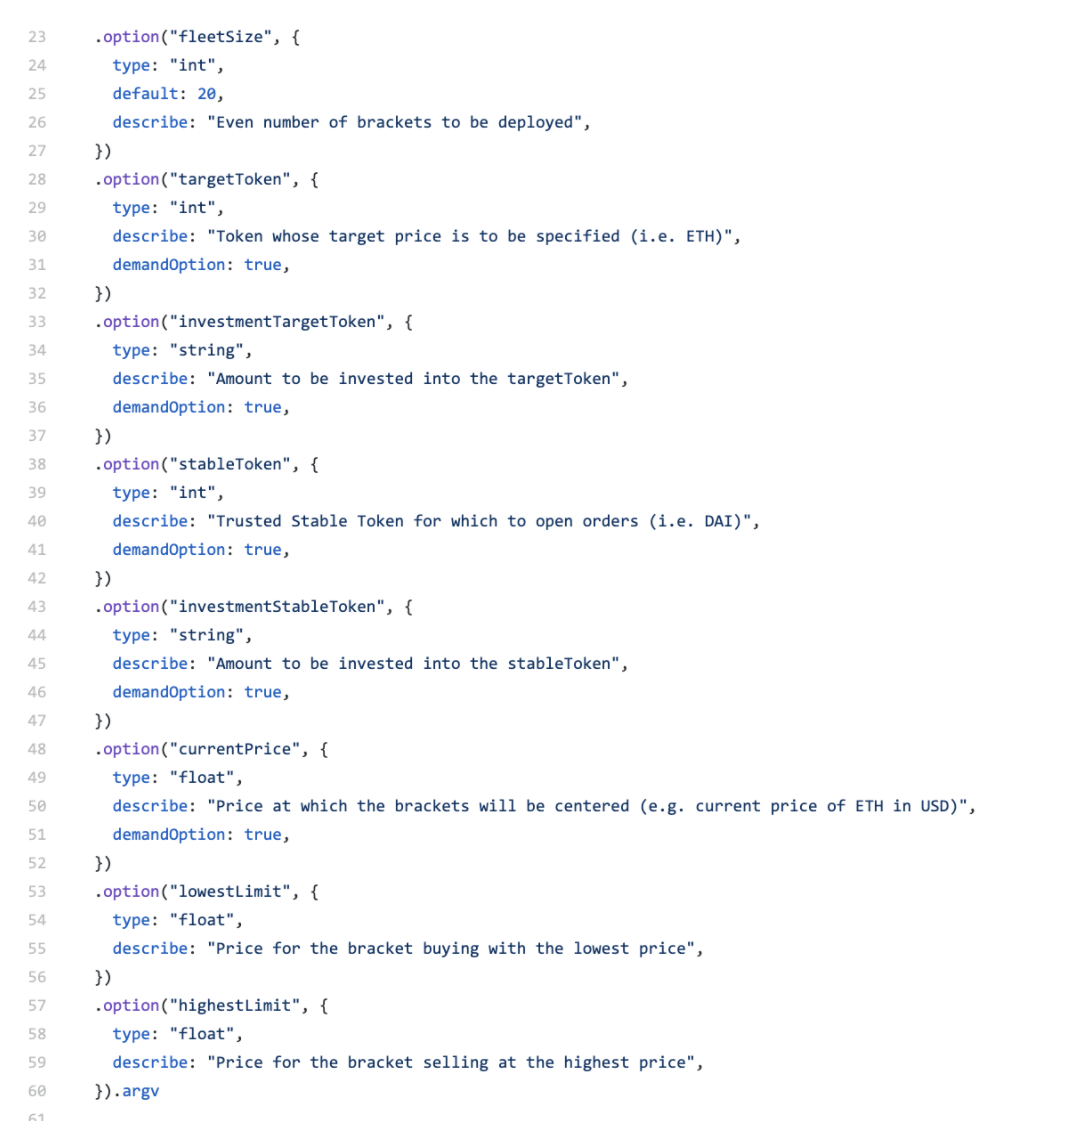 23 .option("fleetSize", {
24 type: "int",
25 default: 20,
26 describe: "Even number of brackets to be deployed",
27 })
28 .option("targetToken", {
29 type: "int",
30 describe: "Token whose target price is to be specified (i.e. ETH)",
31 demandOption: true,
32 })
33 .option("investmentTargetToken", {
34 type: "string",
35 describe: "Amount to be invested into the targetToken",
36 demandOption: true,
37 })
38 .option("stableToken", {
39 type: "int",
40 describe: "Trusted Stable Token for which to open orders (i.e. DAI)",
41 demandOption: true,
42 })
43 .option("investmentStableToken", {
44 type: "string",
45 describe: "Amount to be invested into the stableToken",
46 demandOption: true,
47 })
48 .option("currentPrice", {
49 type: "float",
50 describe: "Price at which the brackets will be centered (e.g. current price of ETH in USD)",
51 demandOption: true,
52 })
53 .option("lowestLimit", {
54 type: "float",
55 describe: "Price for the bracket buying with the lowest price",
56 })
57 .option("highestLimit", {
58 type: "float",
59 describe: "Price for the bracket selling at the highest price",
60 }).argv
61